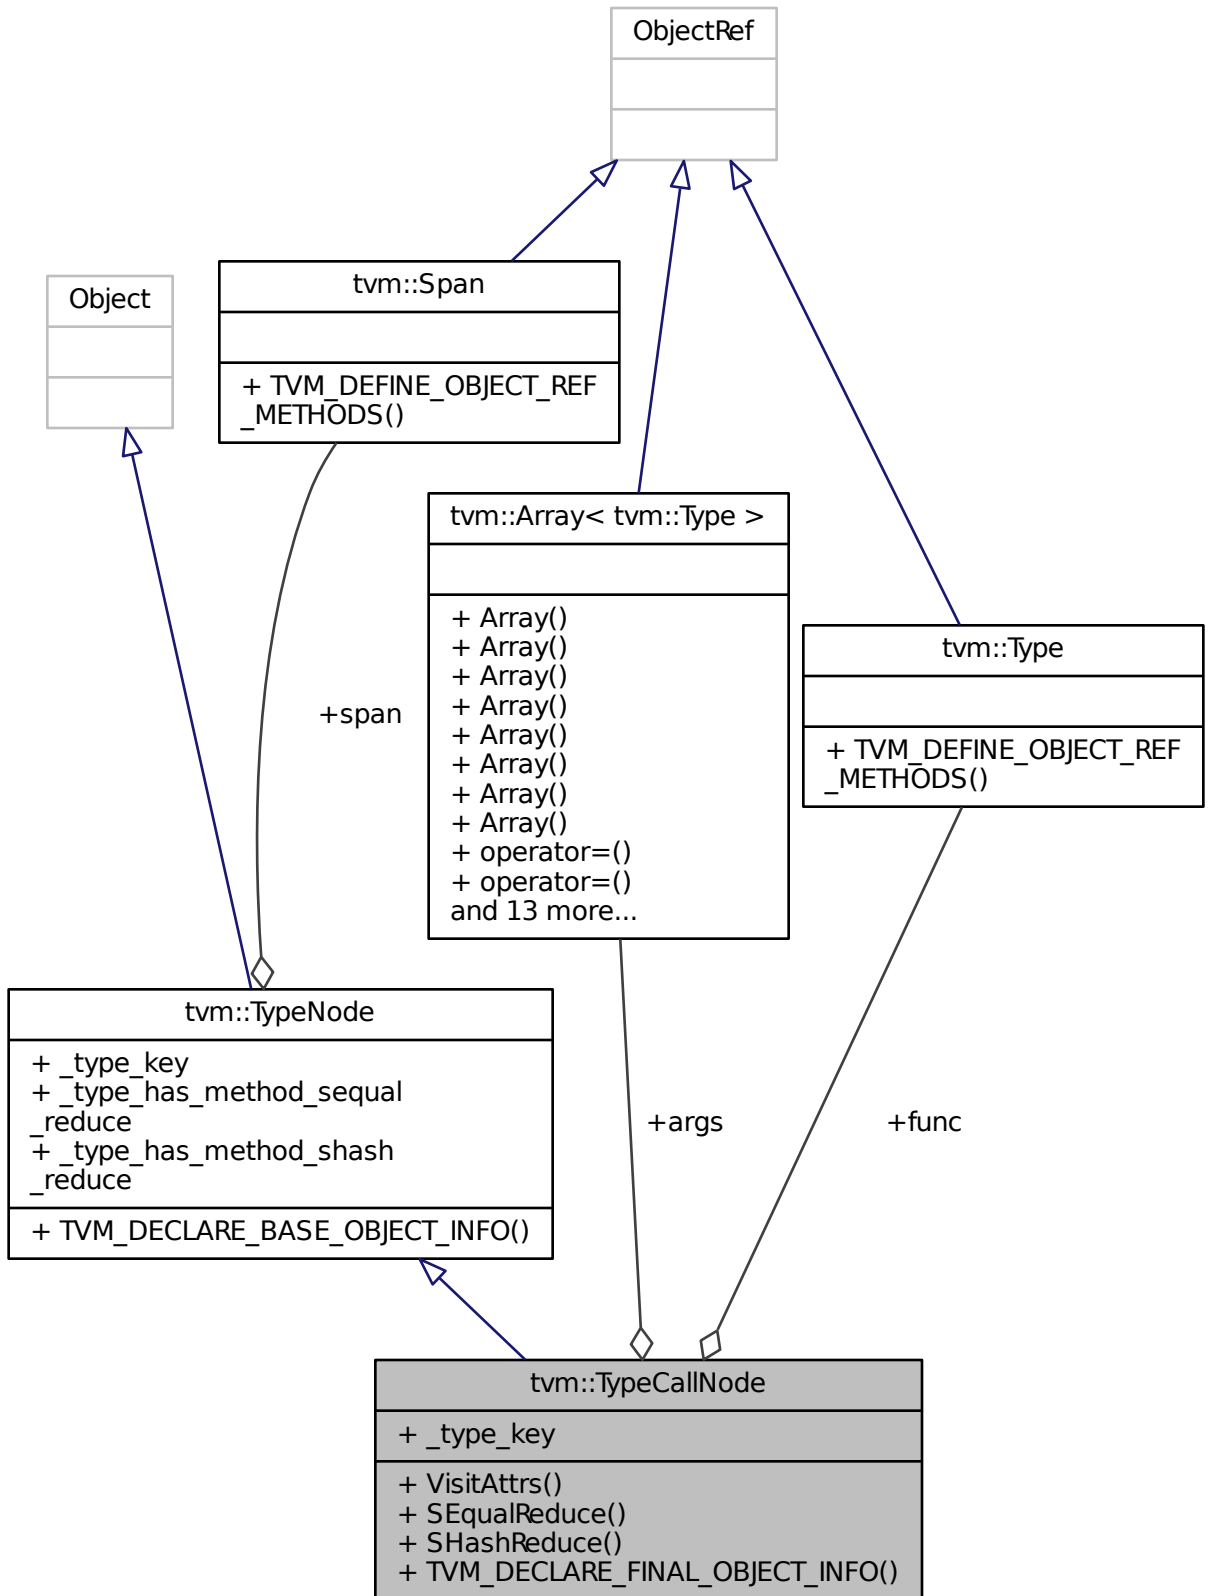 ObjectRef
tvm::Span
+ TVM_DEFINE_OBJECT_REF
_METHODS()
Object
tvm::Array< tvm::Type >
+ Array()
+ Array()
+ Array()
+ Array()
+ Array()
+ Array()
+ Array()
+ Array()
+ operator=()
+ operator=()
and 13 more...
tvm::Type
+ TVM_DEFINE_OBJECT_REF
_METHODS()
+span
tvm::TypeNode
+ _type_key
+ _type_has_method_sequal
_reduce
+ _type_has_method_shash
_reduce
+ TVM_DECLARE_BASE_OBJECT_INFO()
+args
+func
tvm::TypeCallNode
+ _type_key
+ VisitAttrs()
+ SEqualReduce()
+ SHashReduce()
+ TVM_DECLARE_FINAL_OBJECT_INFO()